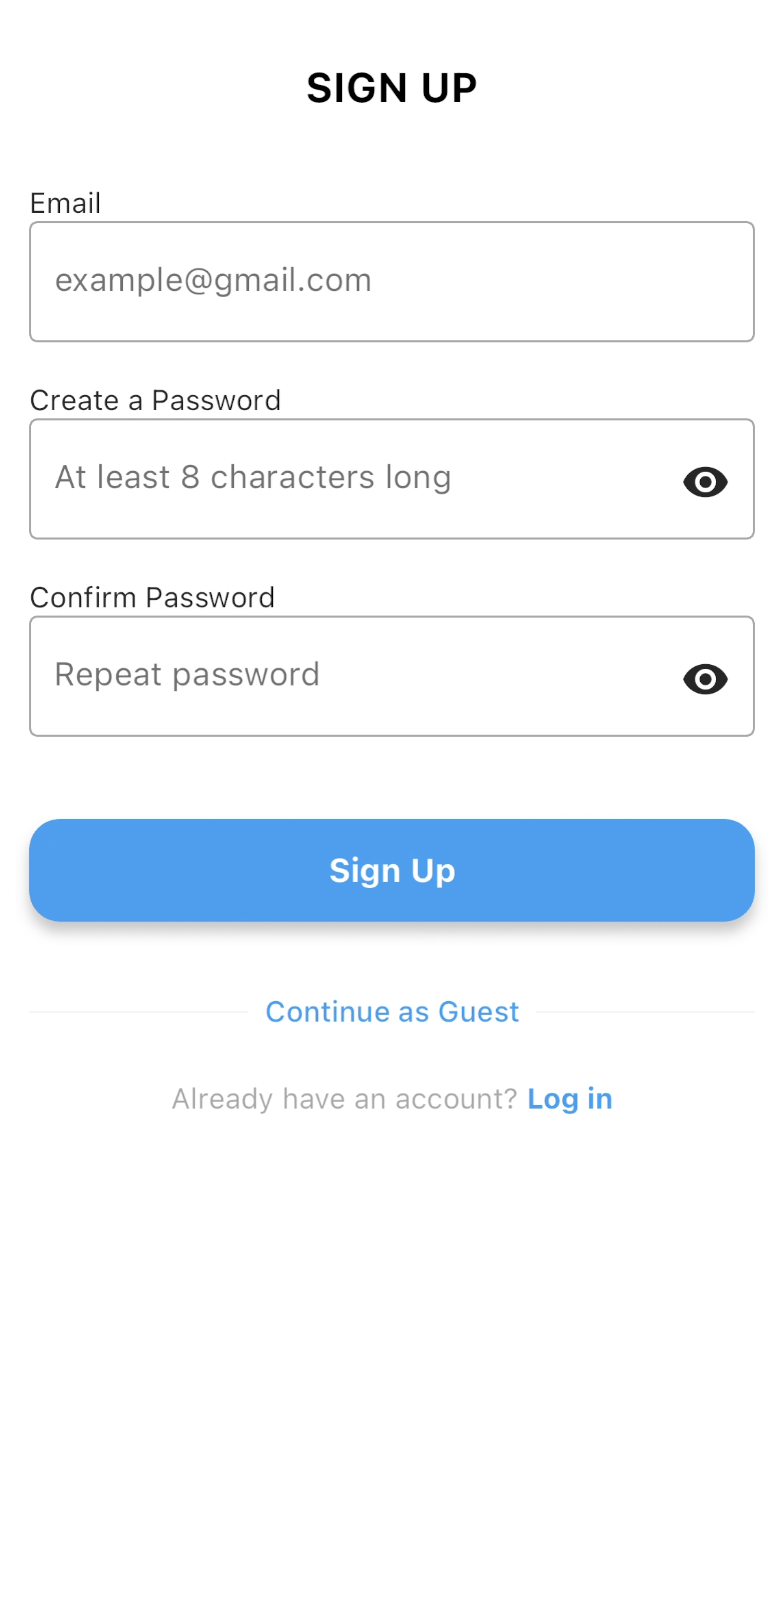 SIGN UP
Email
example@gmail.com
Create a Password
At least 8 characters long
Confirm Password
Repeat password
Sign Up
Continue as Guest
Already have an account? Log in